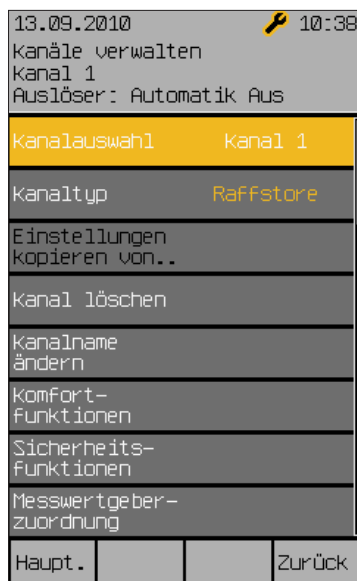 13.09.2010 10:38
Kanäle verwalten
Kanal 1
Auslöser: Automatik Aus
Kanalauswahl Kanal 1
Kanaltyp Raffstore
Einstellungen
kopieren von..
Kanal löschen
Kanalname
ändern
Komfort-
funktionen
Sicherheits-
funktionen
Messwertgeber-
zuordnung
Haupt. Zurück